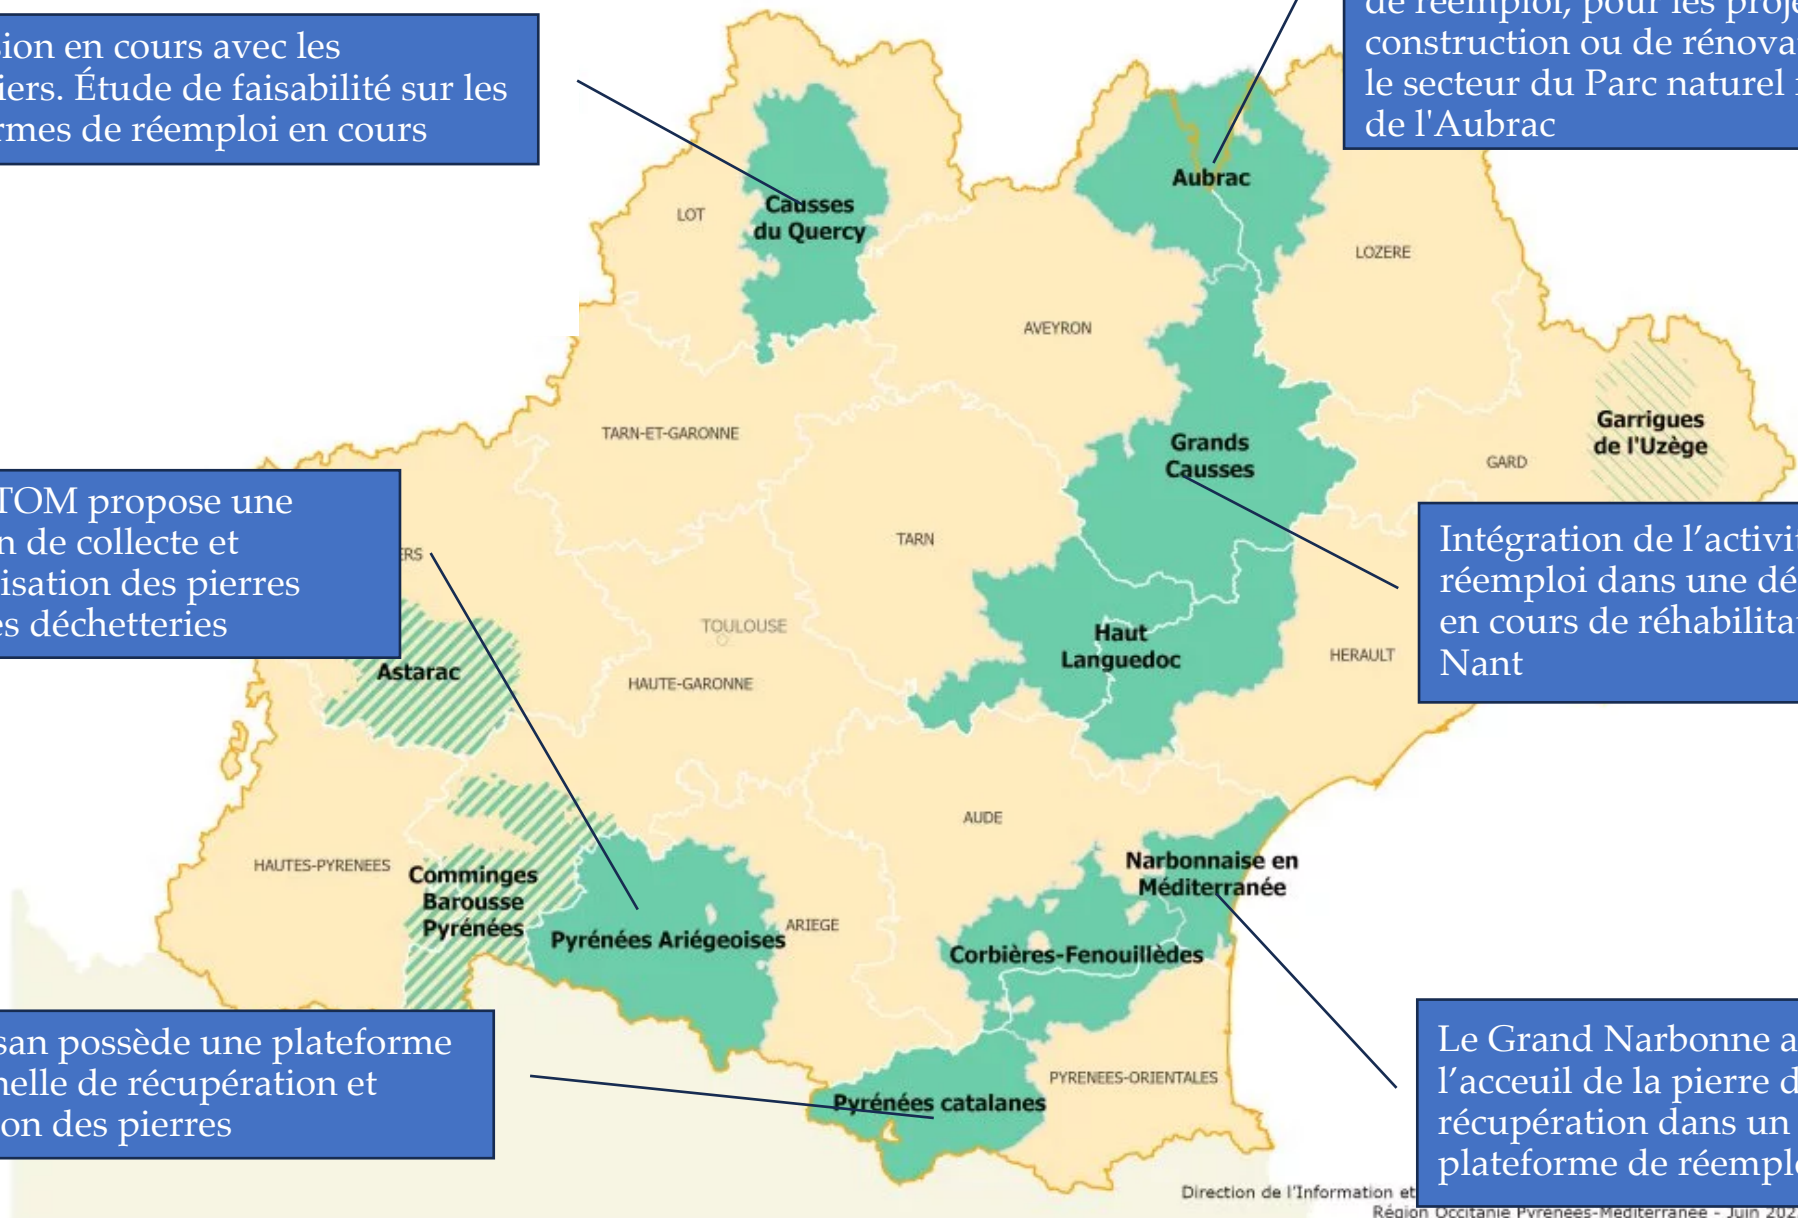 sion en cours avec les
iers. Étude de faisabilité sur les
rmes de réemploi en cours
de réemploi, pour les proje
construction ou de rénova
le secteur du Parc naturel
de l'Aubrac
Aubrac
Causses
du Quercy
LOT
LOZERE
AVEYRON
TARN-ET-GARONNE
Garrigues
de l'Uzège
Grands
Causses
GARD
TOM propose une
n de collecte et
isation des pierres
es déchetteries
ERS
TARN
Intégration de l’activi
réemploi dans une dé
en cours de réhabilita
Nant
TOULOUSE
Haut
Languedoc
HERAULT
Astarac
HAUTE-GARONNE
AUDE
HAUTES-PYRENEES
Comminges
Barousse
Pyrénées
Narbonnaise en
Méditerranée
Pyrénées Ariégeoises
ARIEGE
Corbières-Fenouillèdes
san possède une plateforme
nelle de récupération et
on des pierres
Pyrénées catalanes
PYRENEES-ORIENTALES
Le Grand Narbonne a
l’acceuil de la pierre d
récupération dans un
plateforme de réempl
Direction de l'Information et
Région Occitanie Pyrénées-Méditerranée - Juin 202